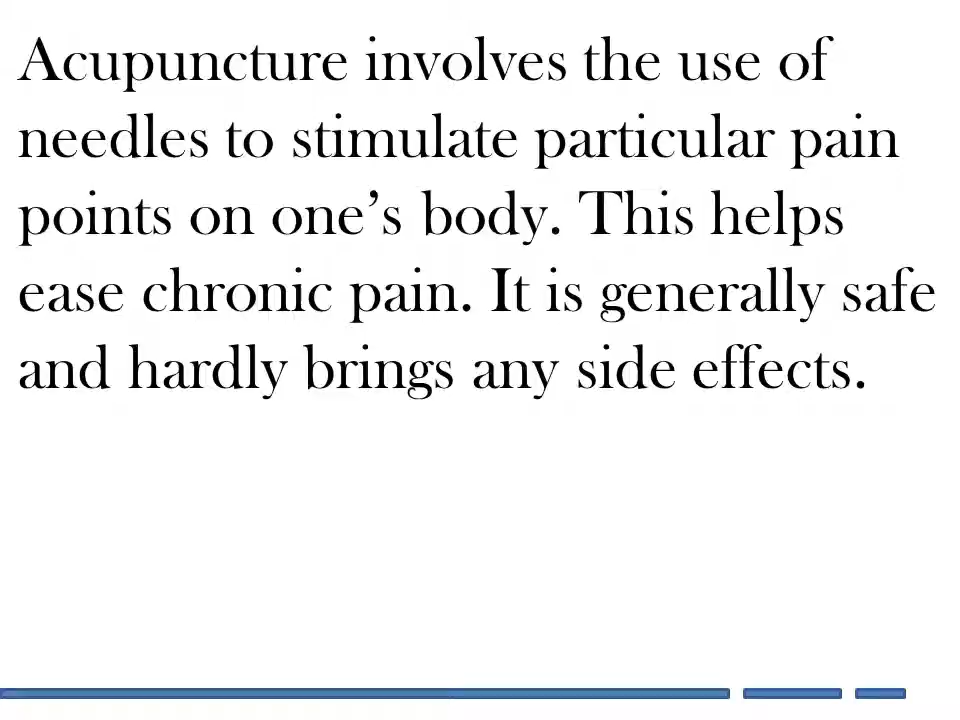 Acupuncture involves the use of
needles to stimulate particular pain
points on one’s body. This helps
ease chronic pain. It is generally safe
and hardly brings any side effects.